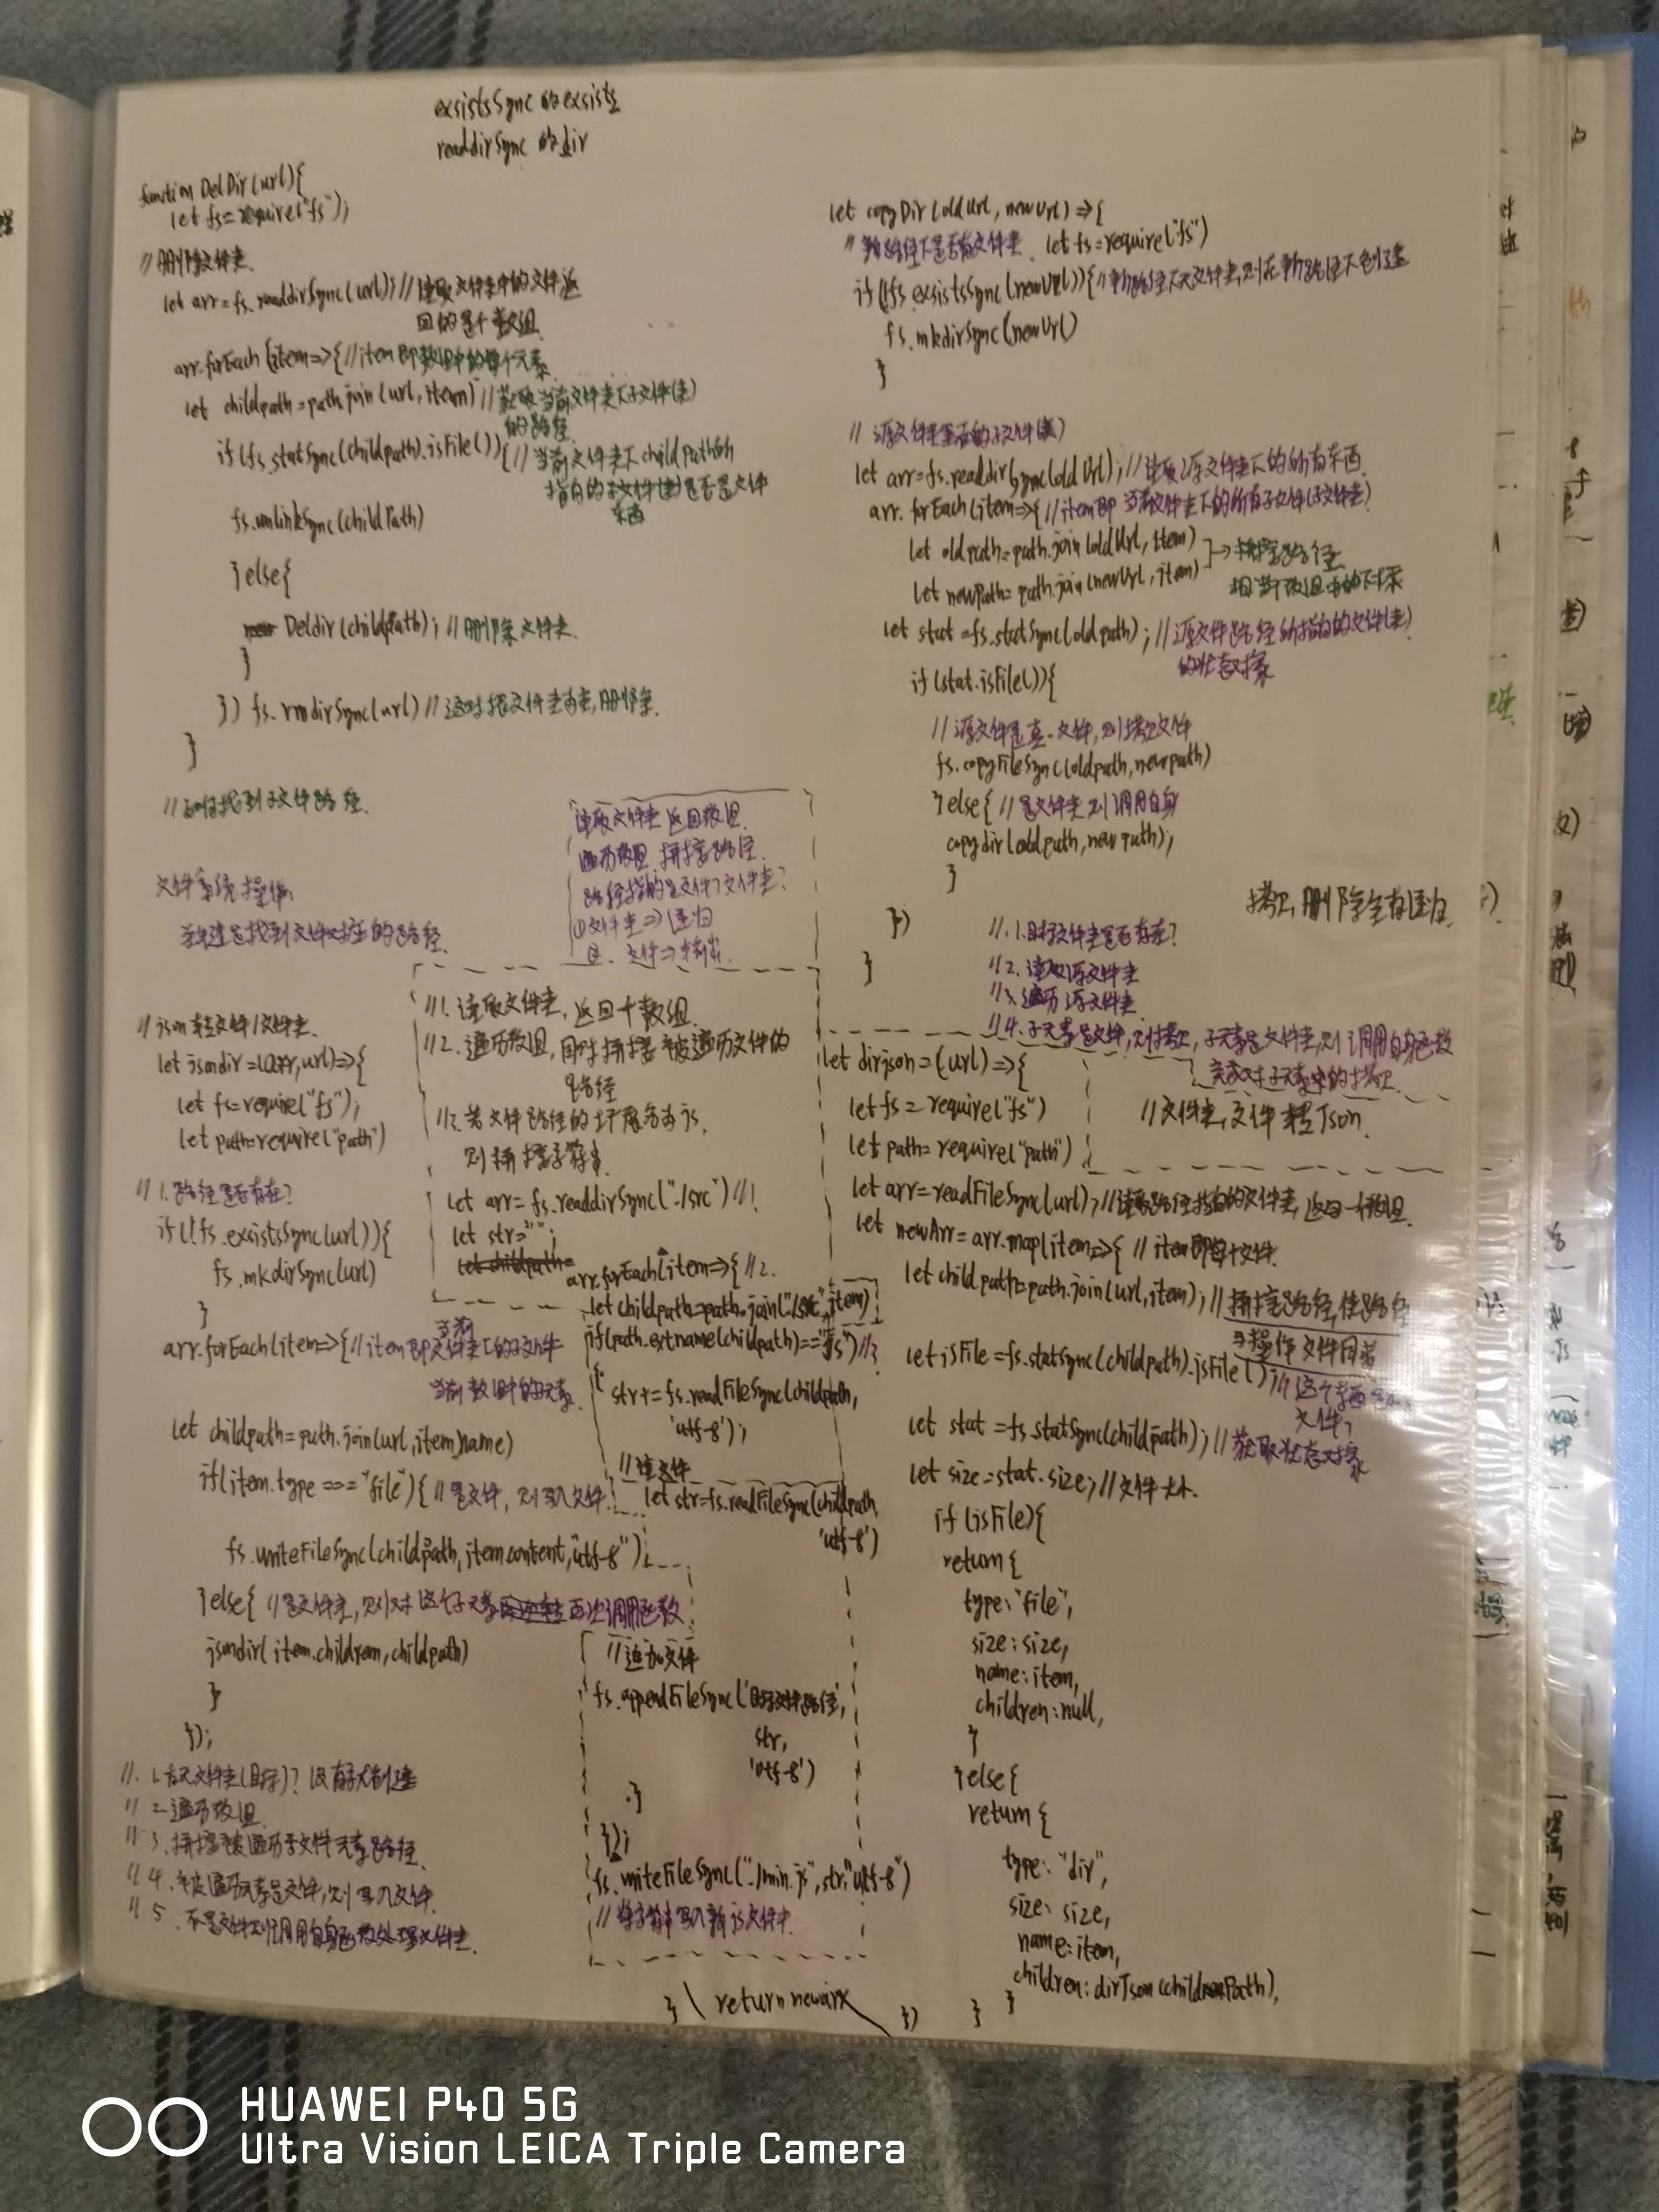 exsistsSync 的 exsists
readdirSync 的 dir
function DelDir(url){
let fs=require("fs");
//删除文件夹.
let arr=fs.readdirSync(url);//读取文件夹中的文件返
回的是个数组.
arr.forEach(item=>{//item即数组中的每个元素.
let childpath=path.join(url,item)//获取当前文件夹下子文件(夹)
的路径.
if(fs.statSync(childpath).isFile()){//当前文件夹下childPath
指向的 是否是文件
东西
fs.unlinkSync(childPath)
}else{
Deldir(childPath);//删除文件夹.
}
}) fs.rmdirSync(url)//这时根文件夹为空,删除.
}
//如何找到子文件路径.
文件系统操作,
关键是找到文件对应的路径.
读取文件夹返回数组.
遍历数组.拼接路径.
路径指的是文件?文件夹?
①文件夹=>递归
②.文件=>
//json转文件/文件夹.
let jsondir=(arr,url)=>{
let fs=require("fs");
let path=require("path")
//1.路径是否存在?
if(!fs.exsistsSync(url)){
fs.mkdirSync(url)
}
arr.forEach(item=>{//item即文件夹下的子文件
当前
当前数组中的元素.
let childpath=path.join(url,item.name)
if(item.type==="file"){//是文件,则写入文件.
fs.writeFileSync(childpath,item.content,"utf-8")
}else{//是文件夹,则对这个子元素 再次调用函数.
jsondir(item.children,childpath)
}
});
//.1.有无文件夹(目标)?没有 创建
//2.遍历数组.
//3.拼接被遍历子文件元素路径.
//4.被遍历元素是文件,则写入文件.
//5.不是文件则调用自身函数处理文件夹.
//1.读取文件夹,返回个数组.
//2.遍历数组,同时拼接被遍历文件的
路径
//3.若文件路径的扩展名为js,
则拼接字符串.
let arr=fs.readdirSync("./src")//1
let str="";
let childpath=
arr.forEach(item=>{//2.
let childpath=path.join("./src",item)
if(path.extname(childpath)=="js")//3
{
str+=fs.readFileSync(childpath,
'utf-8');
//读文件
let str=fs.readFileSync(childpath,
'utf-8')
//追加文件
fs.appendFileSync('目标文件路径',
str,
'utf-8')
}
});
fs.writeFileSync("./min.js",str,"utf-8")
//将字符串写入新js文件中.
} return newarr
let copyDir(oldUrl,newUrl)=>{
//新路径下是否有文件夹. let fs=require("fs")
if(!fs.exsistsSync(newUrl)){//新路径下无文件夹,则在新路径下创建
fs.mkdirSync(newUrl)
}
//源文件里面的子文件(夹)
let arr=fs.readdirSync(oldUrl);//读取源文件夹下的所有东西.
arr.forEach(item=>{//item即当前文件夹下的所有子文件(子文件夹)
let oldpath=path.join(oldUrl,item)
let newPath=path.join(newUrl,item)
→拼接路径.
相当于数组中的下标
let stat=fs.statSync(oldpath);//源文件路径所指向的文件(夹)
的状态对象
if(stat.isFile()){
//源文件是真.文件,则拷贝文件
fs.copyFileSync(oldpath,newpath)
}else{//是文件夹则调用自身
copydir(oldpath,newpath);
}
})
}
拷贝,删除全有递归.
//1.目标文件夹是否存在?
//2.读取源文件夹
//3.遍历源文件夹.
//4.子元素是文件,则拷贝,子元素是文件夹,则调用自身函数
完成对子元素中的拷贝.
let dirjson=(url)=>{
let fs=require("fs")
let path=require("path")
//文件夹,文件转Json.
let arr=readFileSync(url);//读取路径指向的文件夹,返回一个数组.
let newArr=arr.map(item=>{//item即每个文件.
let childpath=path.join(url,item);//拼接路径,使路径
与操作文件同名
let isFile=fs.statSync(childpath).isFile();//这个东西
文件?
let stat=fs.statSync(childpath);//获取状态对象
let size=stat.size;//文件大小.
if(isFile){
return{
type:"file",
size:size,
name:item,
children:null,
}
}else{
return{
type:"dir",
size:size,
name:item,
children:dirJson(childPath),
}
}
})
HUAWEI P40 5G
Ultra Vision LEICA Triple Camera